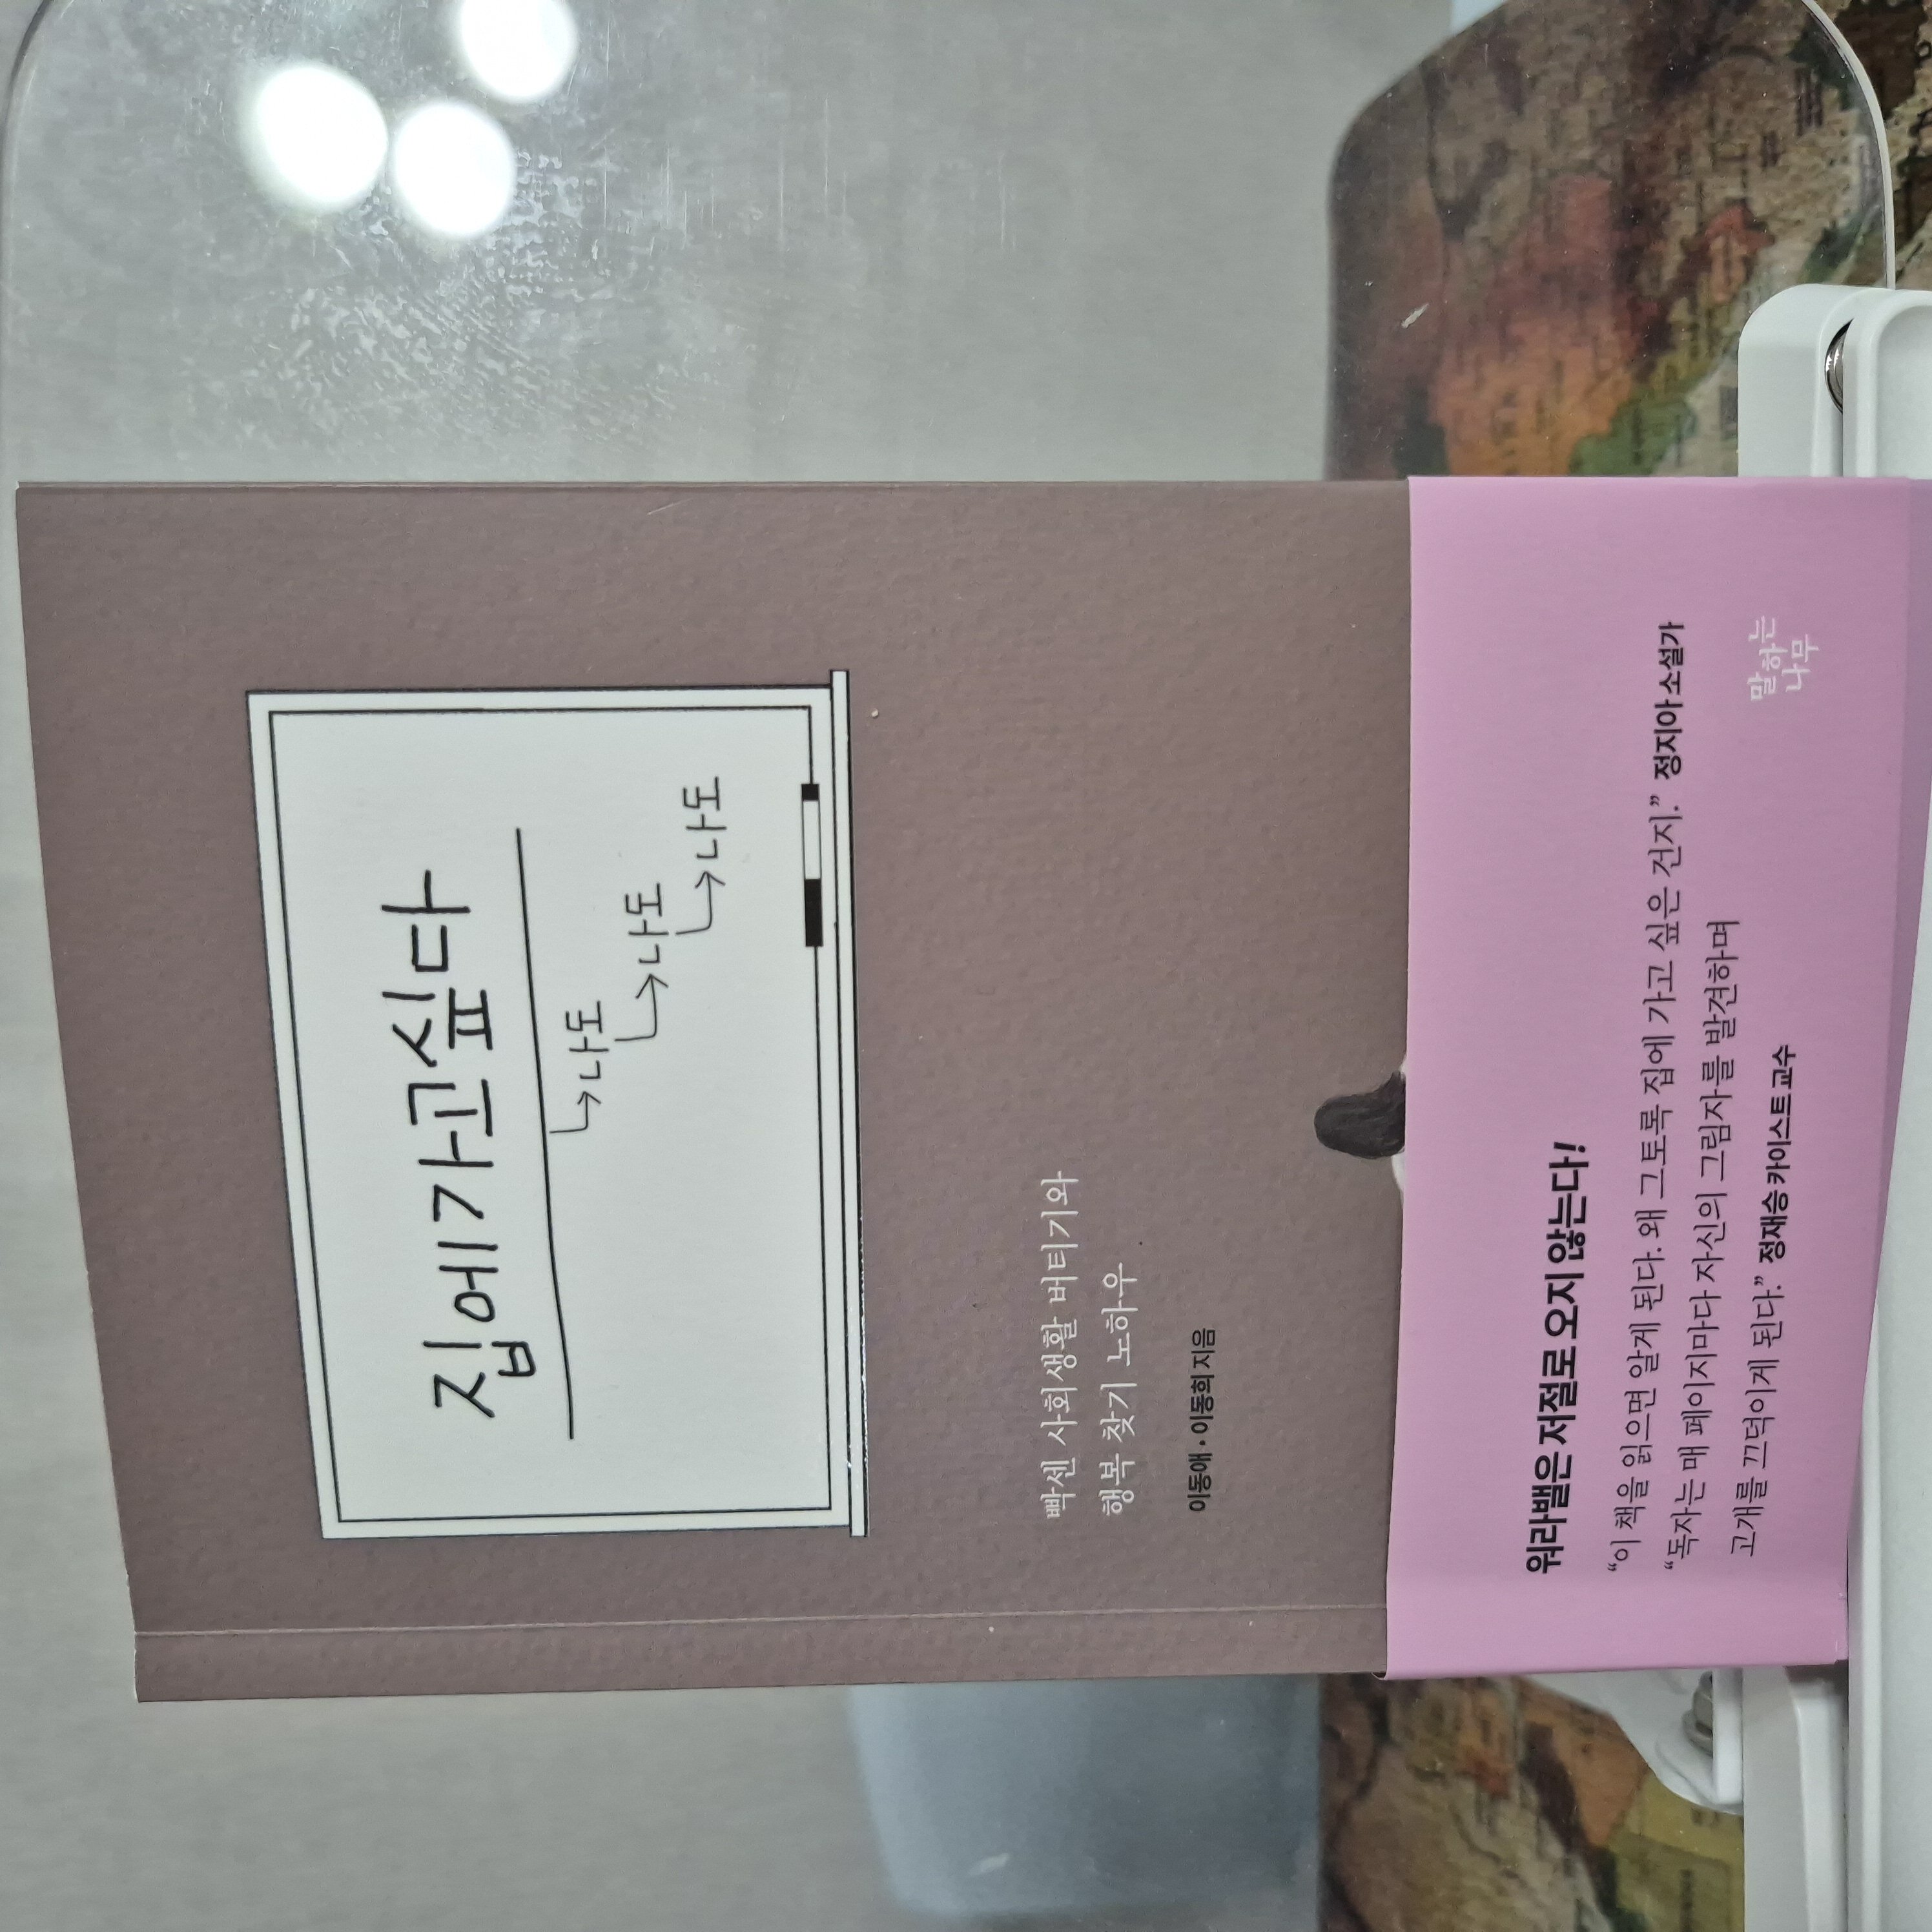 집에가고싶다
→나도
→나도
→나도
빡센 사회생활 버티기와
행복 찾기 노하우
이동애·이동희 지음
워라밸은 저절로 오지 않는다!
“이 책을 읽으면 알게 된다. 왜 그토록 집에 가고 싶은 건지.” 정지아 소설가
“독자는 매 페이지마다 자신의 그림자를 발견하며
고개를 끄덕이게 된다.” 정재승 카이스트 교수
말하는
나무